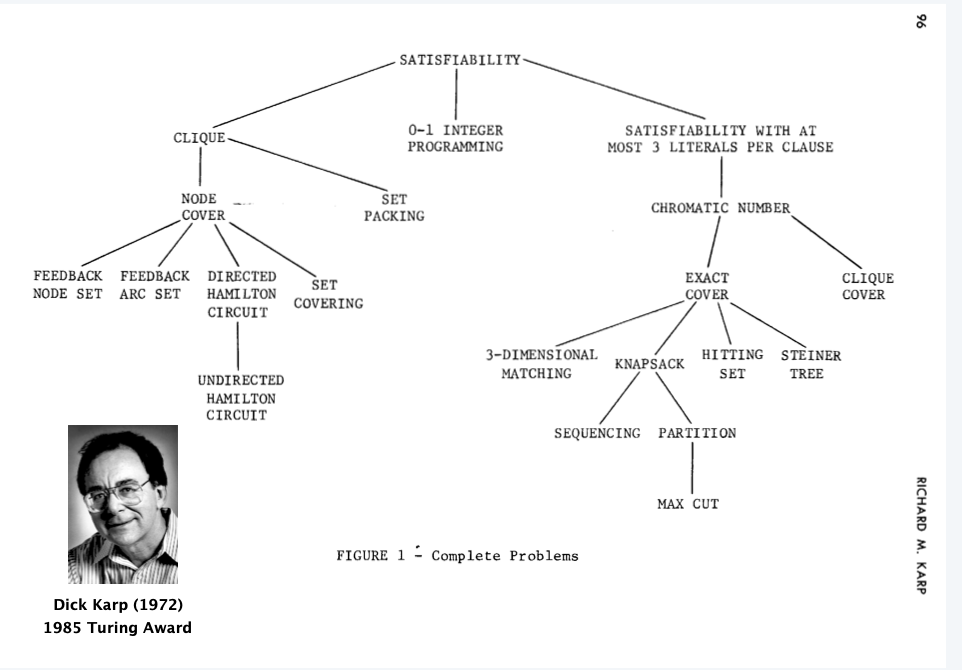 96
SATISFIABILITY
CLIQUE
0-1 INTEGER
PROGRAMMING
SATISFIABILITY WITH AT
MOST 3 LITERALS PER CLAUSE
NODE
COVER
SET
PACKING
CHROMATIC NUMBER
FEEDBACK
NODE SET
FEEDBACK
ARC SET
DIRECTED
HAMILTON
CIRCUIT
SET
COVERING
EXACT
COVER
CLIQUE
COVER
3-DIMENSIONAL
MATCHING
KNAPSACK
HITTING
SET
STEINER
TREE
UNDIRECTED
HAMILTON
CIRCUIT
SEQUENCING
PARTITION
MAX CUT
FIGURE 1 - Complete Problems
RICHARD M. KARP
Dick Karp (1972)
1985 Turing Award